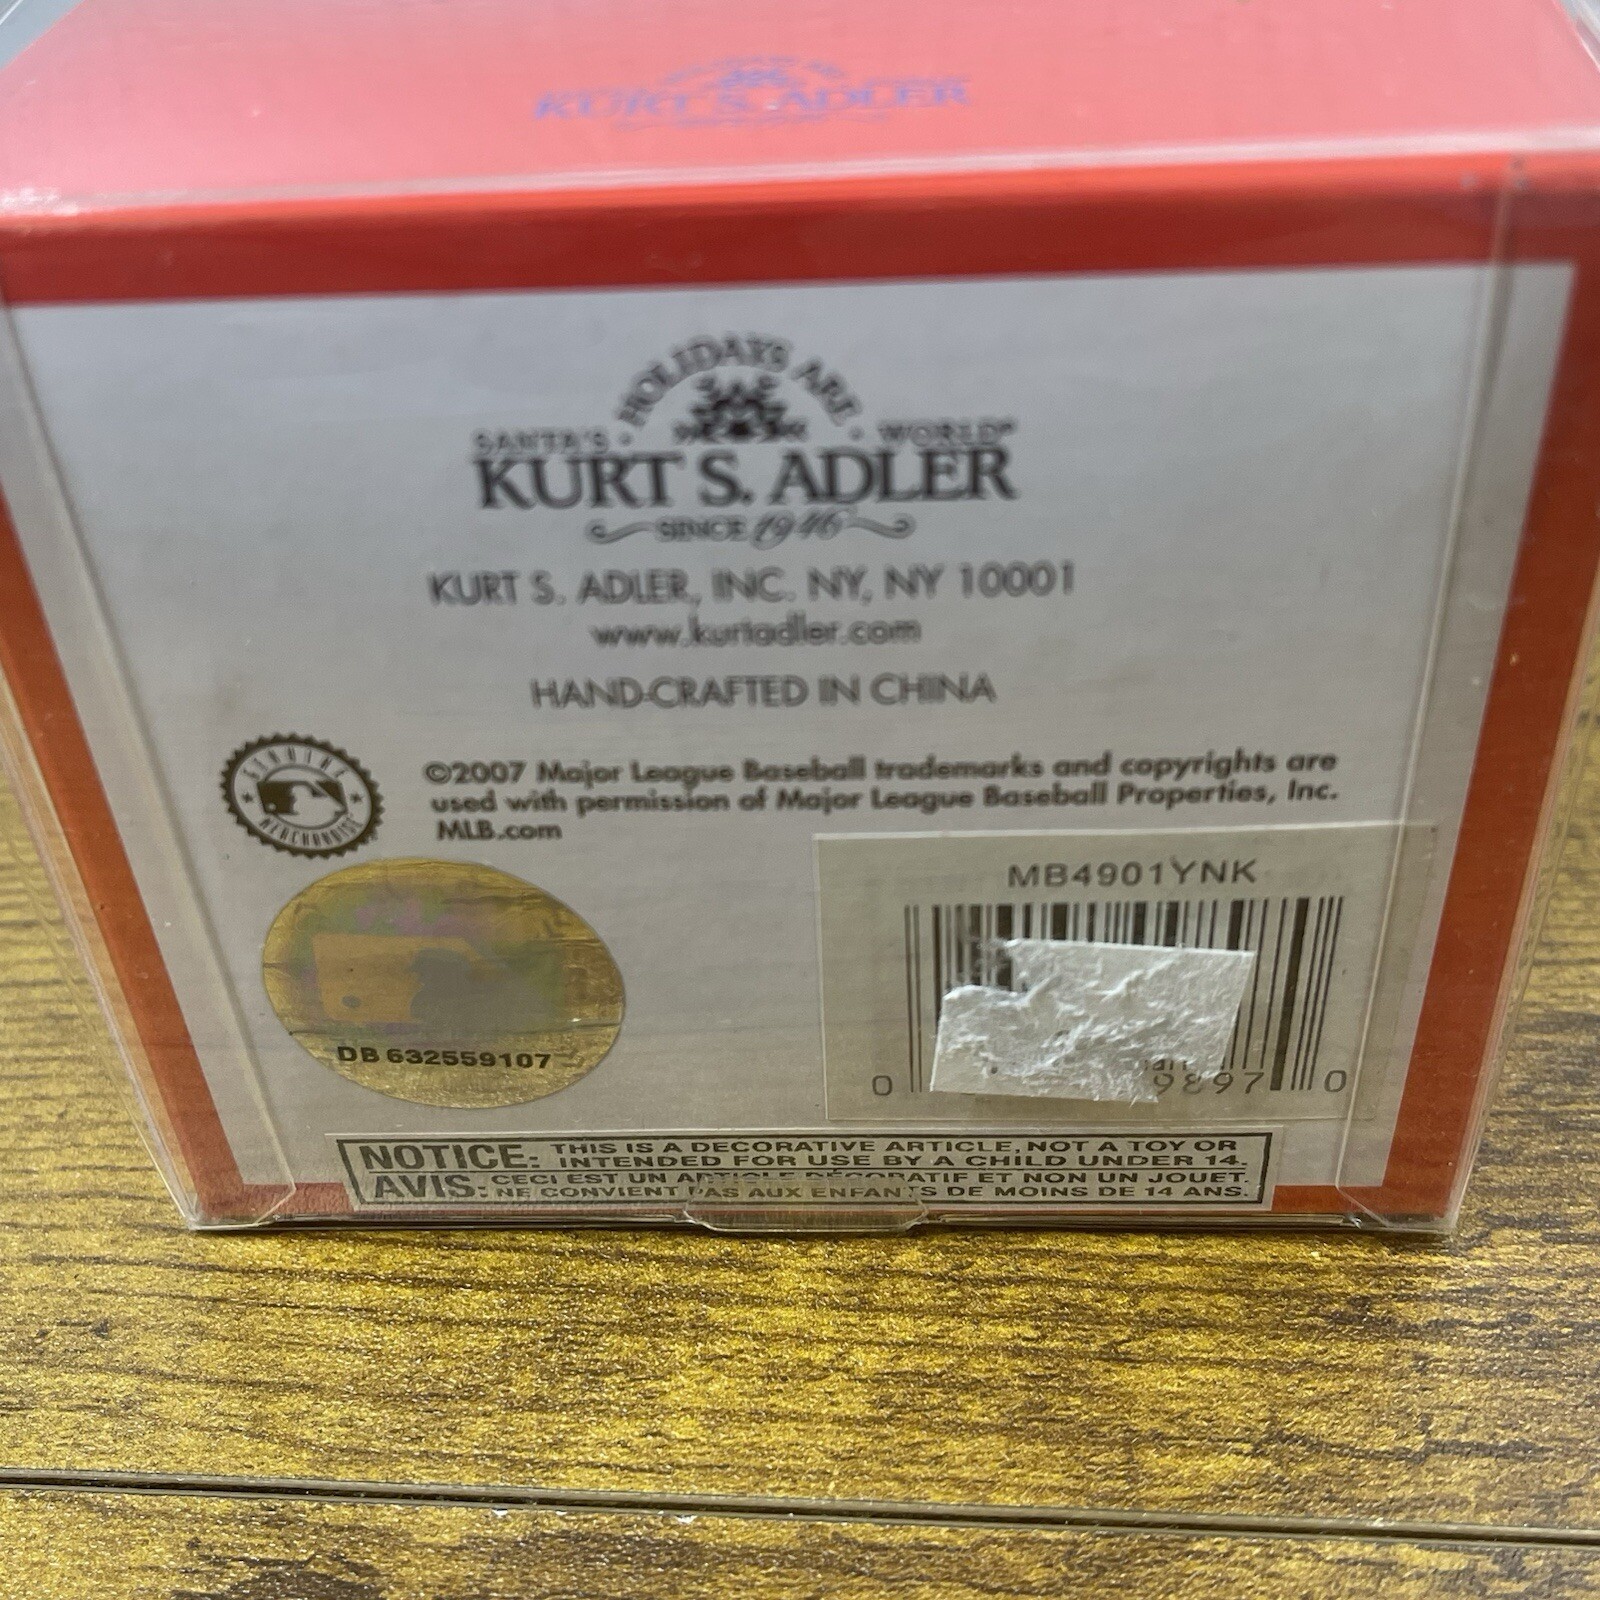 KURT S. ADLER
HOLIDAYS ARE
SANTA'S • • WORLD®
KURT S. ADLER
SINCE 1946
KURT S. ADLER, INC. NY, NY 10001
www.kurtadler.com
HAND-CRAFTED IN CHINA
GENUINE
MERCHANDISE
©2007 Major League Baseball trademarks and copyrights are
used with permission of Major League Baseball Properties, Inc.
MLB.com
MB4901YNK
DB 632559107
0 9897 0
NOTICE: THIS IS A DECORATIVE ARTICLE, NOT A TOY OR
INTENDED FOR USE BY A CHILD UNDER 14.
AVIS: CECI EST UN ARTICLE DÉCORATIF ET NON UN JOUET.
NE CONVIENT PAS AUX ENFANTS DE MOINS DE 14 ANS.